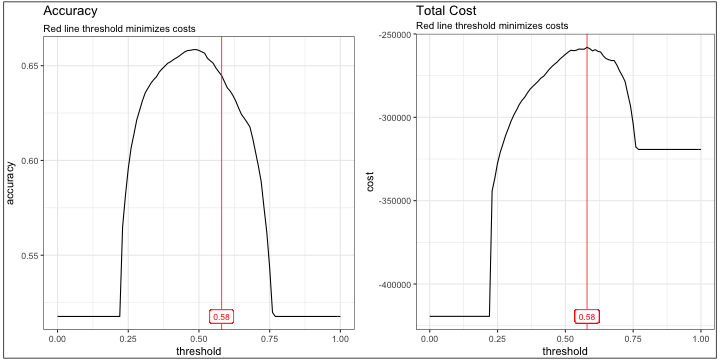 Accuracy
Red line threshold minimizes costs
0.65
0.60
0.55
accuracy
0.58
0.00
0.25
0.50
0.75
1.00
threshold
Total Cost
Red line threshold minimizes costs
-250000
-300000
-350000
-400000
cost
0.58
0.00
0.25
0.50
0.75
1.00
threshold